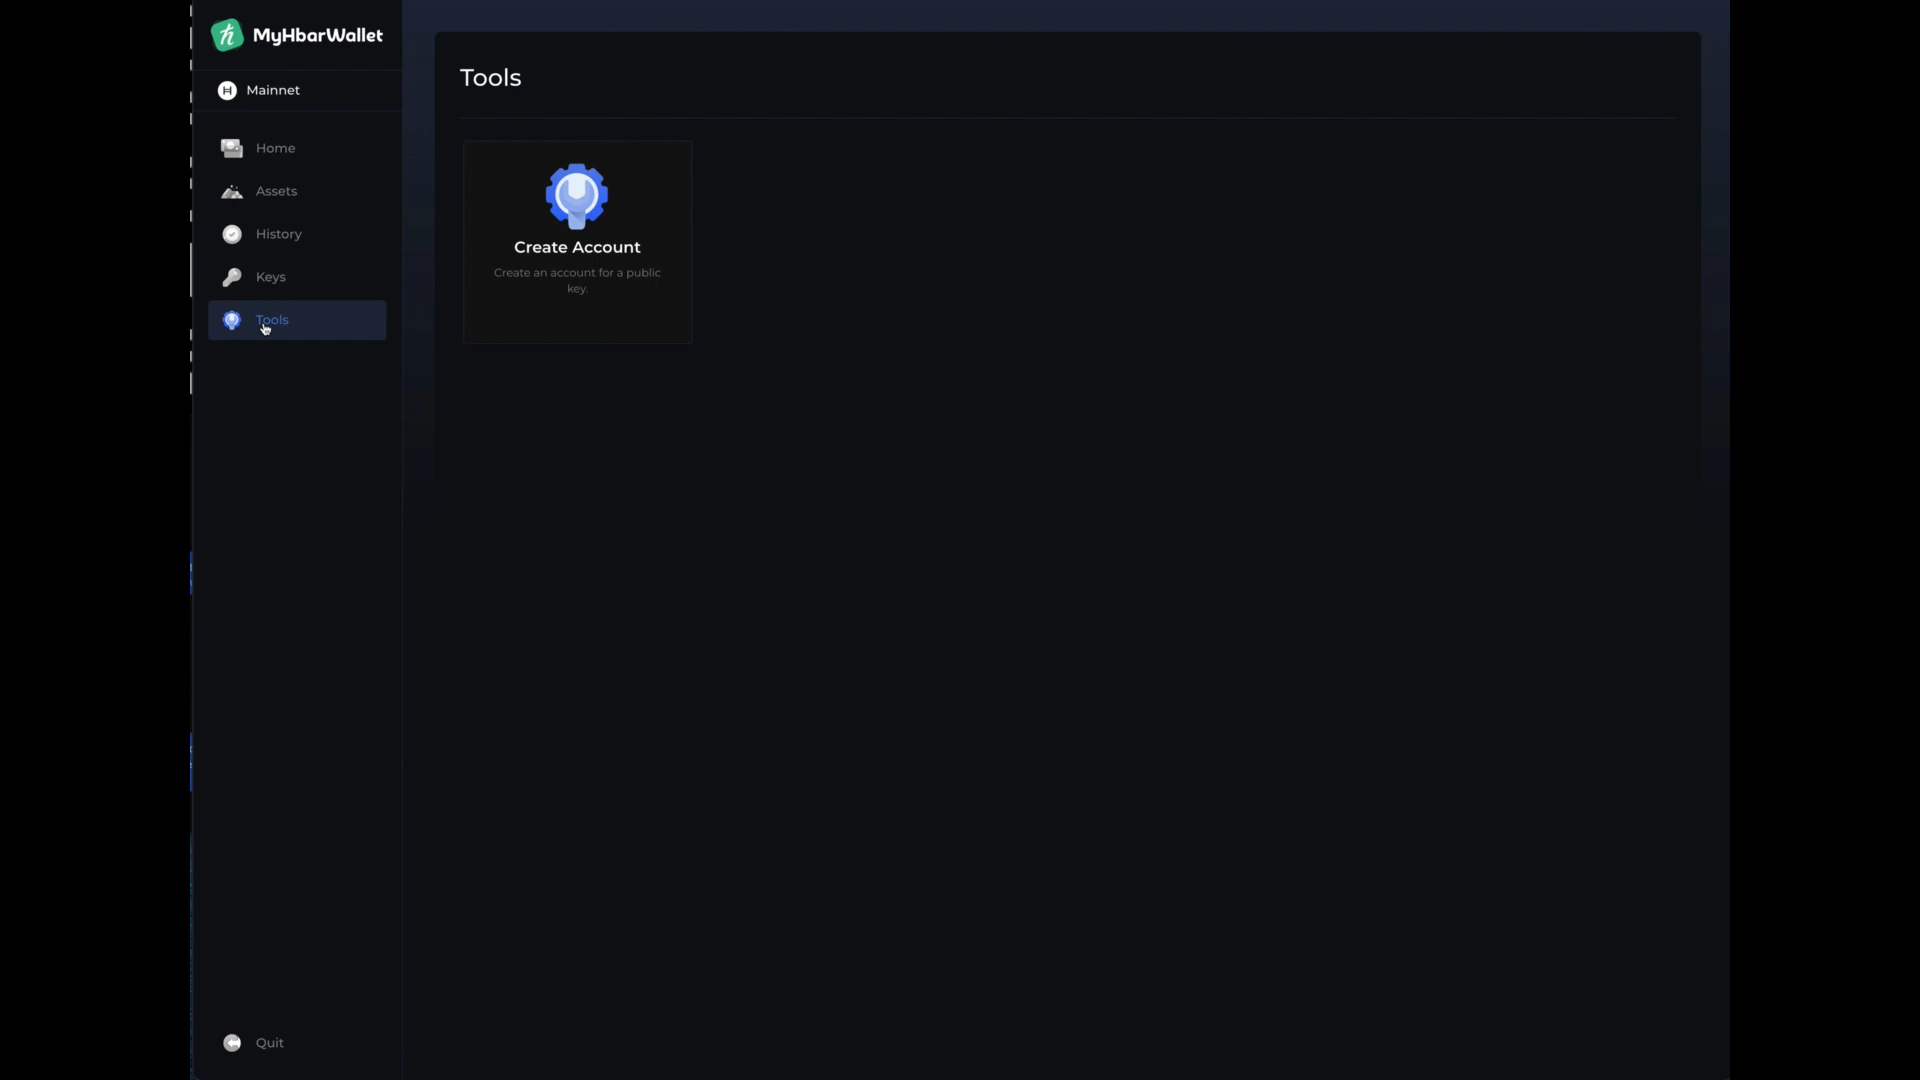 MyHbarWallet
Mainnet
Home
Assets
History
Keys
Tools
Quit
Tools
Create Account
Create an account for a public
key.